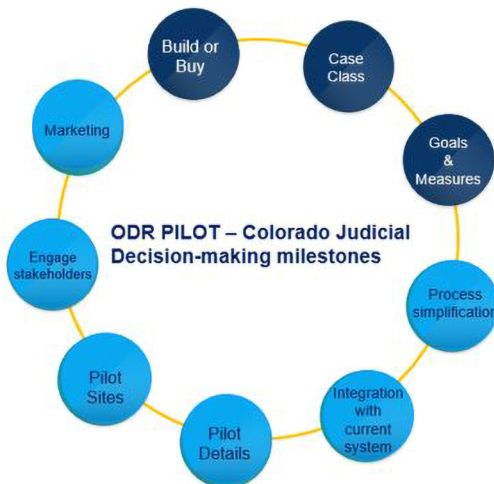 Build or
Buy
Case
Class
Goals
&
Measures
Process
simplification
Integration
with
current
system
Pilot
Details
Pilot
Sites
Engage
stakeholders
Marketing
ODR PILOT – Colorado Judicial
Decision-making milestones